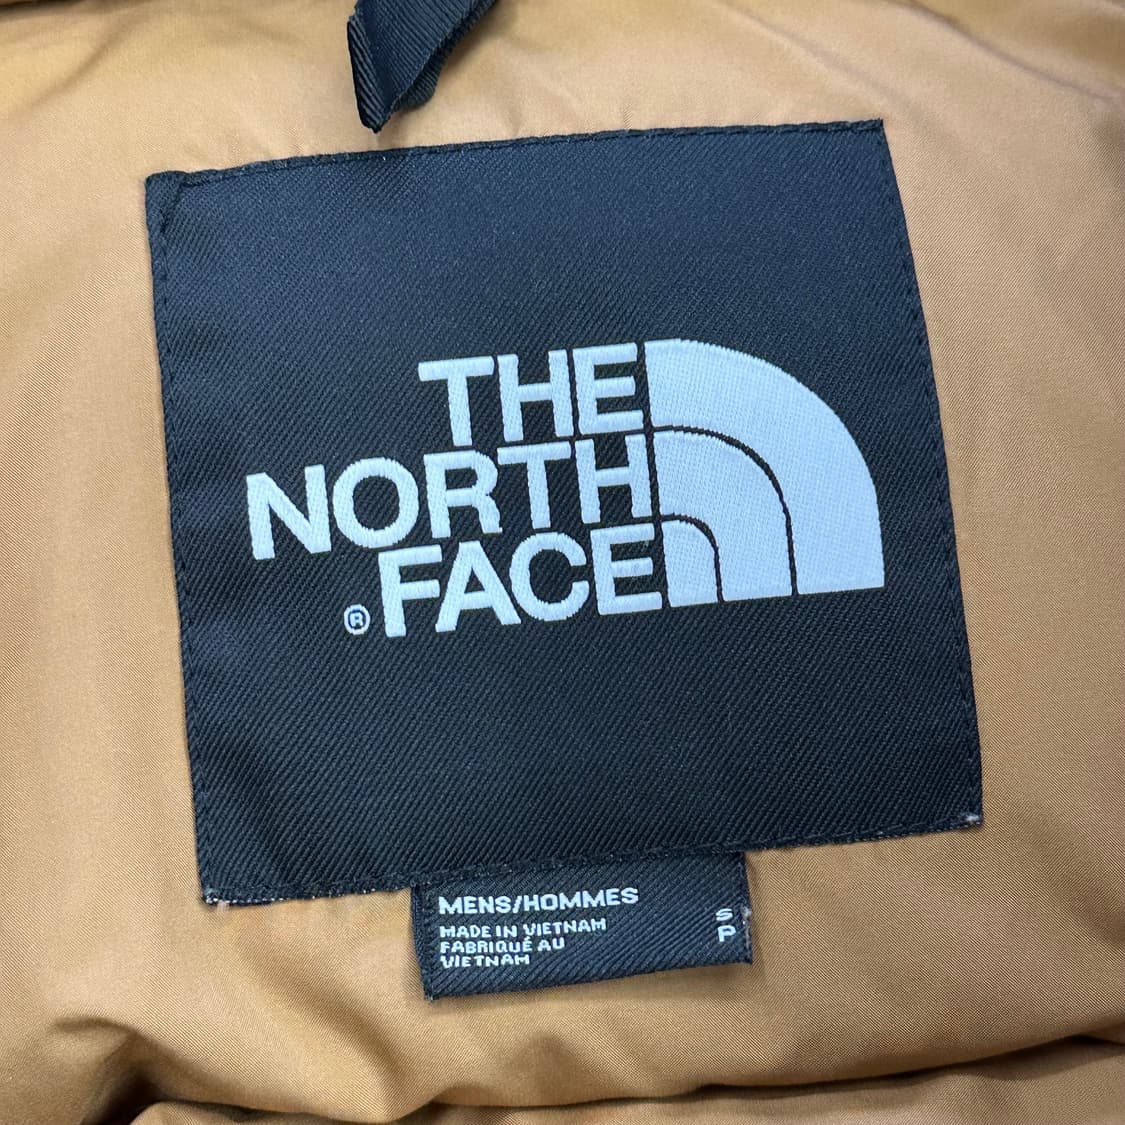 THE
NORTH
FACE
®
MENS/HOMMES
MADE IN VIETNAM
FABRIQUÉ AU
VIETNAM
S
P